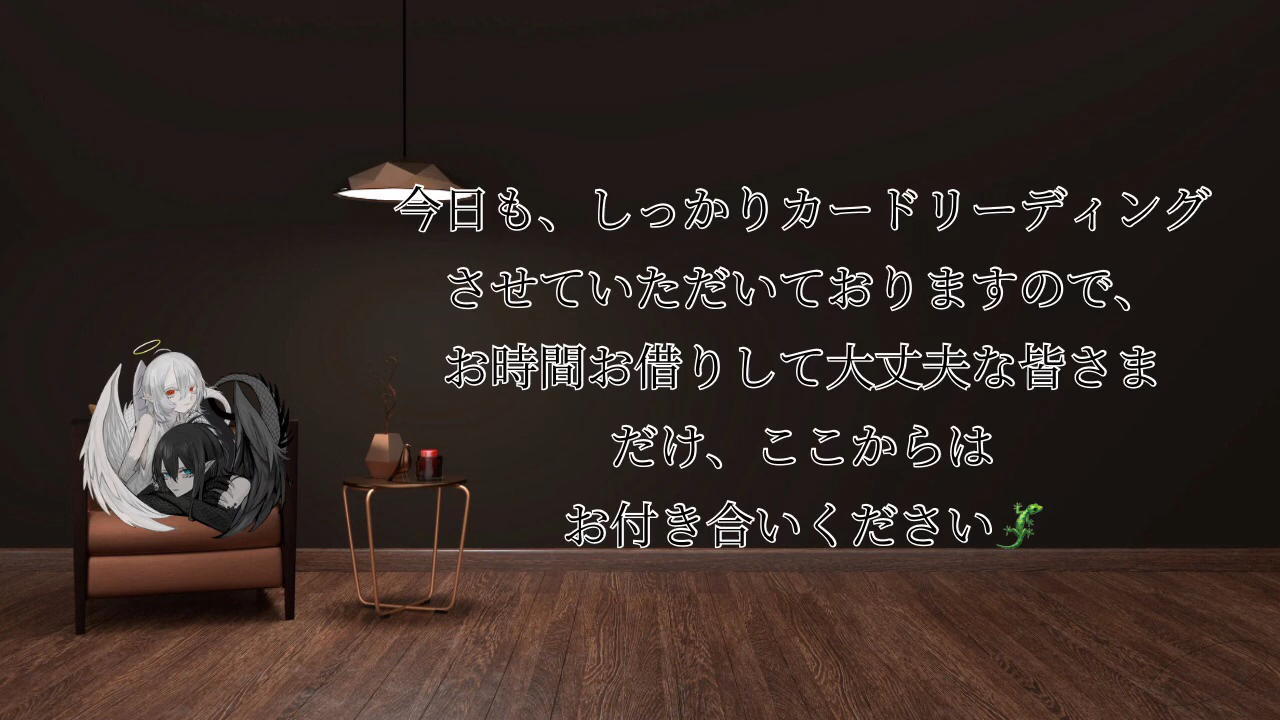 今日も、しっかりカードリーディング
させていただいておりますので、
お時間お借りして大丈夫な皆さま
だけ、ここからは
お付き合いください🦎